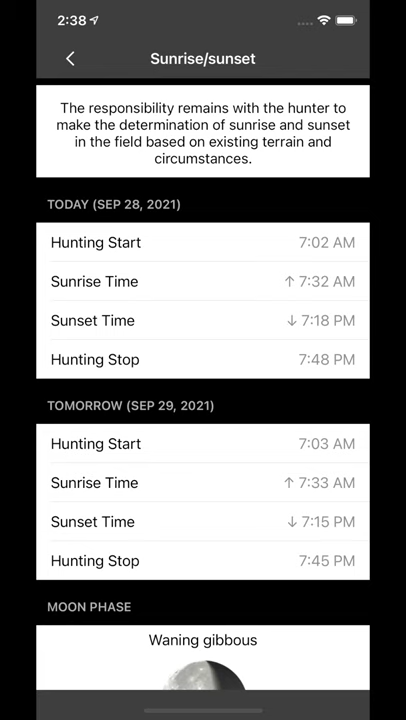 2:38
Sunrise/sunset
The responsibility remains with the hunter to
make the determination of sunrise and sunset
in the field based on existing terrain and
circumstances.
TODAY (SEP 28, 2021)
Hunting Start 7:02 AM
Sunrise Time ↑ 7:32 AM
Sunset Time ↓ 7:18 PM
Hunting Stop 7:48 PM
TOMORROW (SEP 29, 2021)
Hunting Start 7:03 AM
Sunrise Time ↑ 7:33 AM
Sunset Time ↓ 7:15 PM
Hunting Stop 7:45 PM
MOON PHASE
Waning gibbous